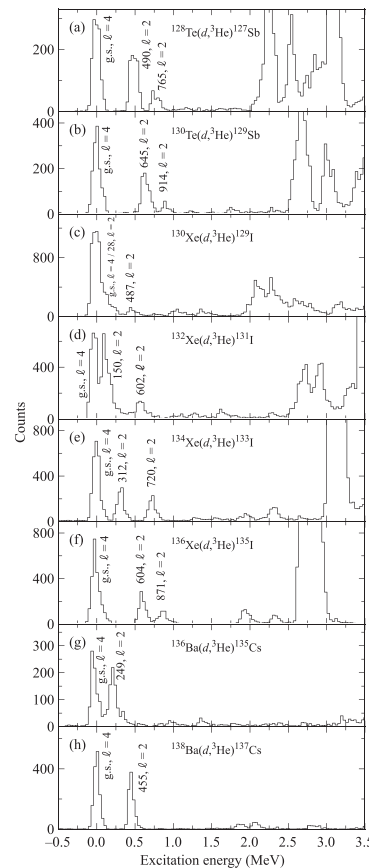 (a)
128Te(d,3He)127Sb
g.s., ℓ = 4
490, ℓ = 2
765, ℓ = 2
200
0
(b)
130Te(d,3He)129Sb
g.s., ℓ = 4
645, ℓ = 2
914, ℓ = 2
400
200
0
(c)
130Xe(d,3He)129I
g.s., ℓ = 4 / 28, ℓ = 2
487, ℓ = 2
800
0
(d)
132Xe(d,3He)131I
g.s., ℓ = 4
150, ℓ = 2
602, ℓ = 2
400
0
(e)
134Xe(d,3He)133I
g.s., ℓ = 4
312, ℓ = 2
720, ℓ = 2
800
400
0
(f)
136Xe(d,3He)135I
g.s., ℓ = 4
604, ℓ = 2
871, ℓ = 2
800
400
0
(g)
136Ba(d,3He)135Cs
g.s., ℓ = 4
249, ℓ = 2
300
200
100
0
(h)
138Ba(d,3He)137Cs
g.s., ℓ = 4
455, ℓ = 2
400
0
Counts
−0.5 0.0 0.5 1.0 1.5 2.0 2.5 3.0 3.5
Excitation energy (MeV)